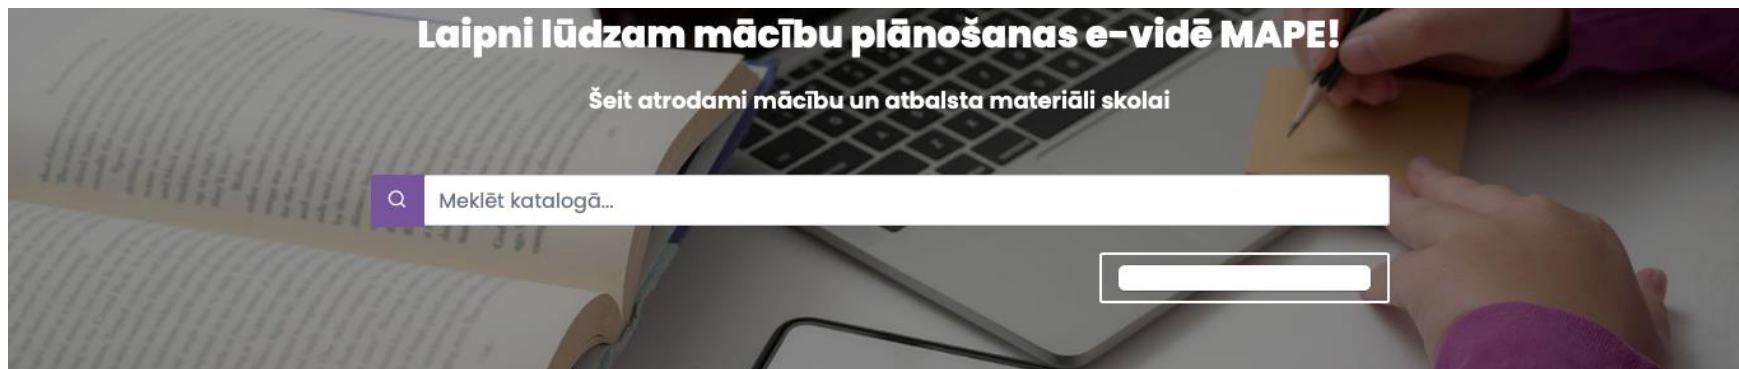 Laipni lūdzam mācību plānošanas e-vidē MAPE!
Šeit atrodami mācību un atbalsta materiāli skolai
Meklēt katalogā...